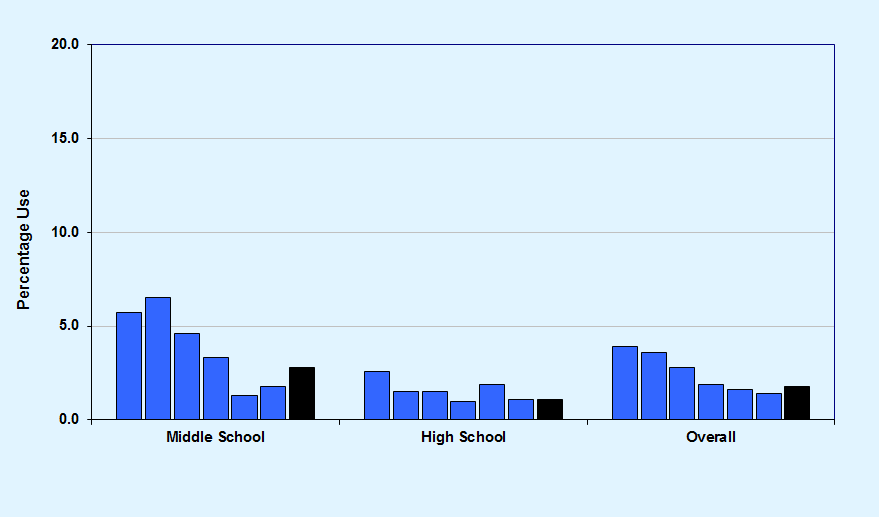 20.0
15.0
10.0
5.0
0.0
Percentage Use
Middle School
High School
Overall